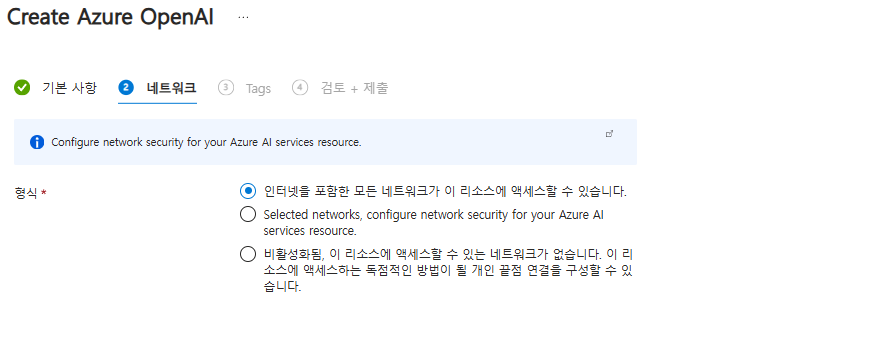 Create Azure OpenAI ...
기본 사항 2 네트워크 3 Tags 4 검토 + 제출
Configure network security for your Azure AI services resource.
형식 * 인터넷을 포함한 모든 네트워크가 이 리소스에 액세스할 수 있습니다.
Selected networks, configure network security for your Azure AI
services resource.
비활성화됨, 이 리소스에 액세스할 수 있는 네트워크가 없습니다. 이 리
소스에 액세스하는 독점적인 방법이 될 개인 끝점 연결을 구성할 수 있
습니다.